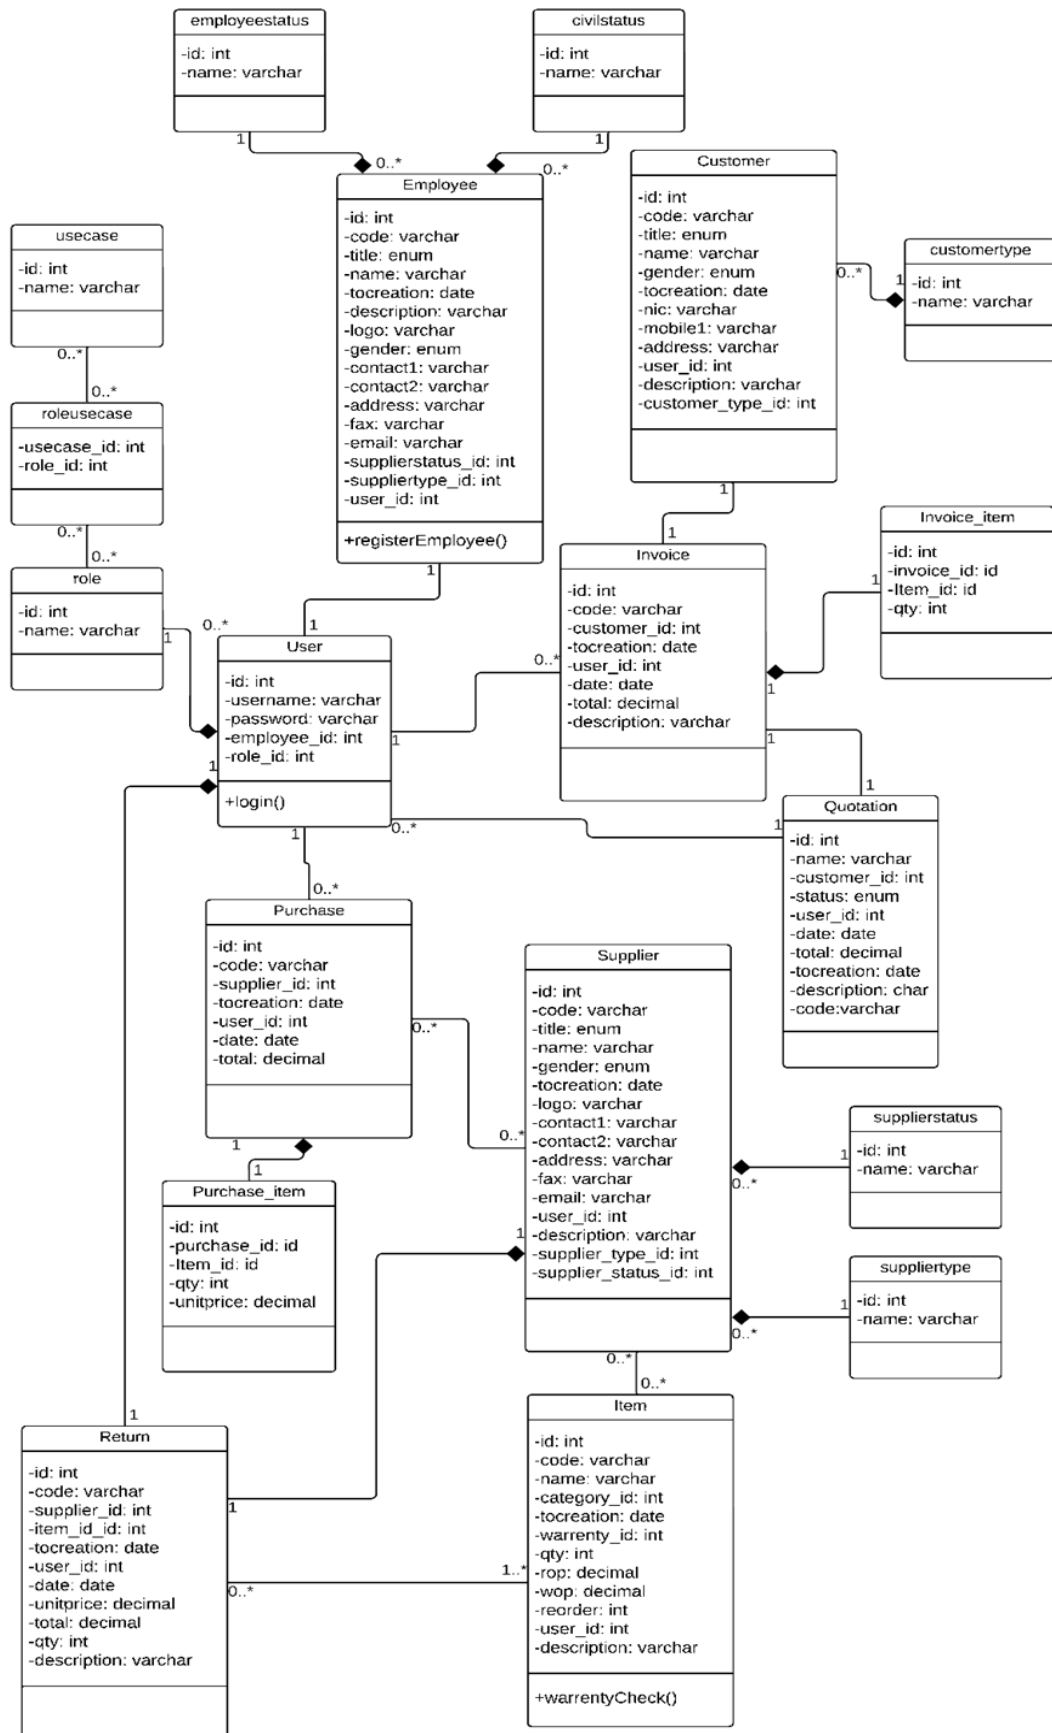 employeestatus
-id: int
-name: varchar
1
0..*
civilstatus
-id: int
-name: varchar
1
0..*
Employee
-id: int
-code: varchar
-title: enum
-name: varchar
-tocreation: date
-description: varchar
-logo: varchar
-gender: enum
-contact1: varchar
-contact2: varchar
-address: varchar
-fax: varchar
-email: varchar
-supplierstatus_id: int
-suppliertype_id: int
-user_id: int
+registerEmployee()
1
1
Customer
-id: int
-code: varchar
-title: enum
-name: varchar
-gender: enum
-tocreation: date
-nic: varchar
-mobile1: varchar
-address: varchar
-user_id: int
-description: varchar
-customer_type_id: int
0..*
1
1
1
customertype
-id: int
-name: varchar
usecase
-id: int
-name: varchar
0..*
0..*
roleusecase
-usecase_id: int
-role_id: int
0..*
0..*
role
-id: int
-name: varchar
1
0..*
User
-id: int
-username: varchar
-password: varchar
-employee_id: int
-role_id: int
+login()
1
1
0..*
1
0..*
1
0..*
Invoice
-id: int
-code: varchar
-customer_id: int
-tocreation: date
-user_id: int
-date: date
-total: decimal
-description: varchar
1
1
1
1
Invoice_item
-id: int
-invoice_id: id
-Item_id: id
-qty: int
Quotation
-id: int
-name: varchar
-customer_id: int
-status: enum
-user_id: int
-date: date
-total: decimal
-tocreation: date
-description: char
-code:varchar
1
Purchase
-id: int
-code: varchar
-supplier_id: int
-tocreation: date
-user_id: int
-date: date
-total: decimal
0..*
0..*
1
1
Purchase_item
-id: int
-purchase_id: id
-Item_id: id
-qty: int
-unitprice: decimal
Supplier
-id: int
-code: varchar
-title: enum
-name: varchar
-gender: enum
-tocreation: date
-logo: varchar
-contact1: varchar
-contact2: varchar
-address: varchar
-fax: varchar
-email: varchar
-user_id: int
-description: varchar
-supplier_type_id: int
-supplier_status_id: int
1
0..*
1
0..*
1
0..*
0..*
supplierstatus
-id: int
-name: varchar
suppliertype
-id: int
-name: varchar
1
Return
-id: int
-code: varchar
-supplier_id: int
-item_id_id: int
-tocreation: date
-user_id: int
-date: date
-unitprice: decimal
-total: decimal
-qty: int
-description: varchar
1
0..*
1..*
Item
-id: int
-code: varchar
-name: varchar
-category_id: int
-tocreation: date
-warrenty_id: int
-qty: int
-rop: decimal
-wop: decimal
-reorder: int
-user_id: int
-description: varchar
+warrentyCheck()